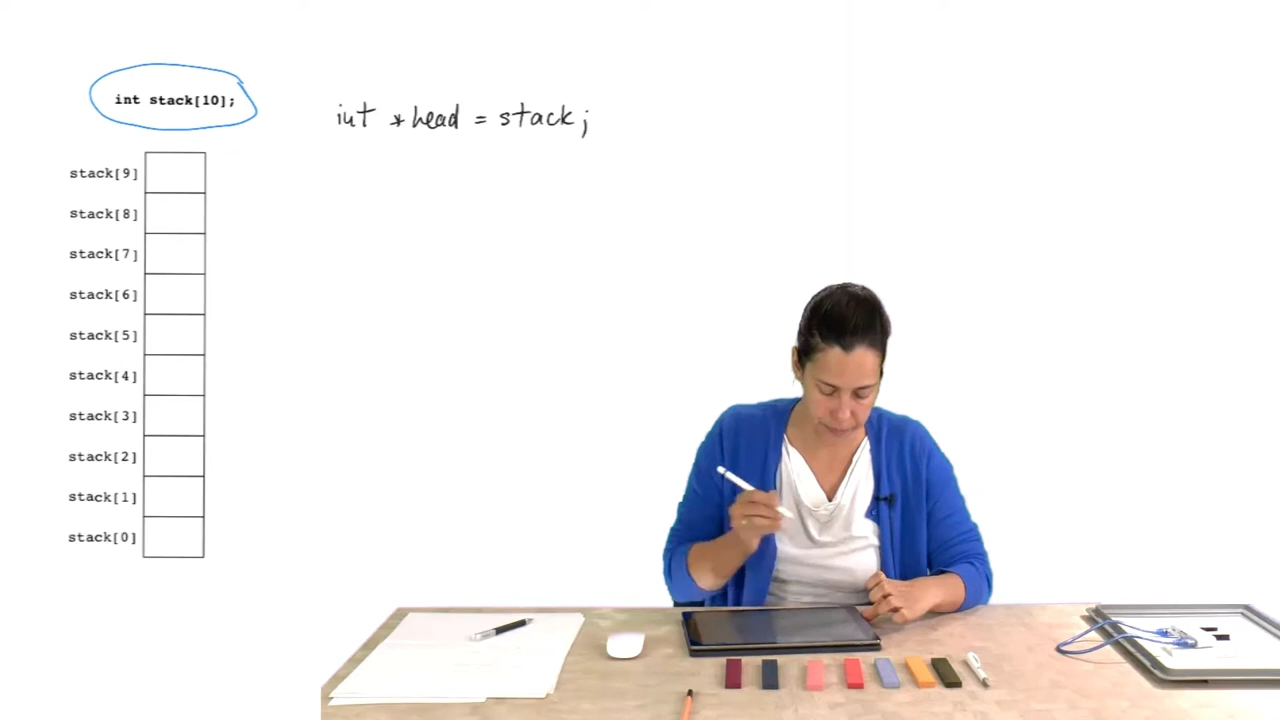 int stack[10];
int *head = stack;
stack[9]
stack[8]
stack[7]
stack[6]
stack[5]
stack[4]
stack[3]
stack[2]
stack[1]
stack[0]